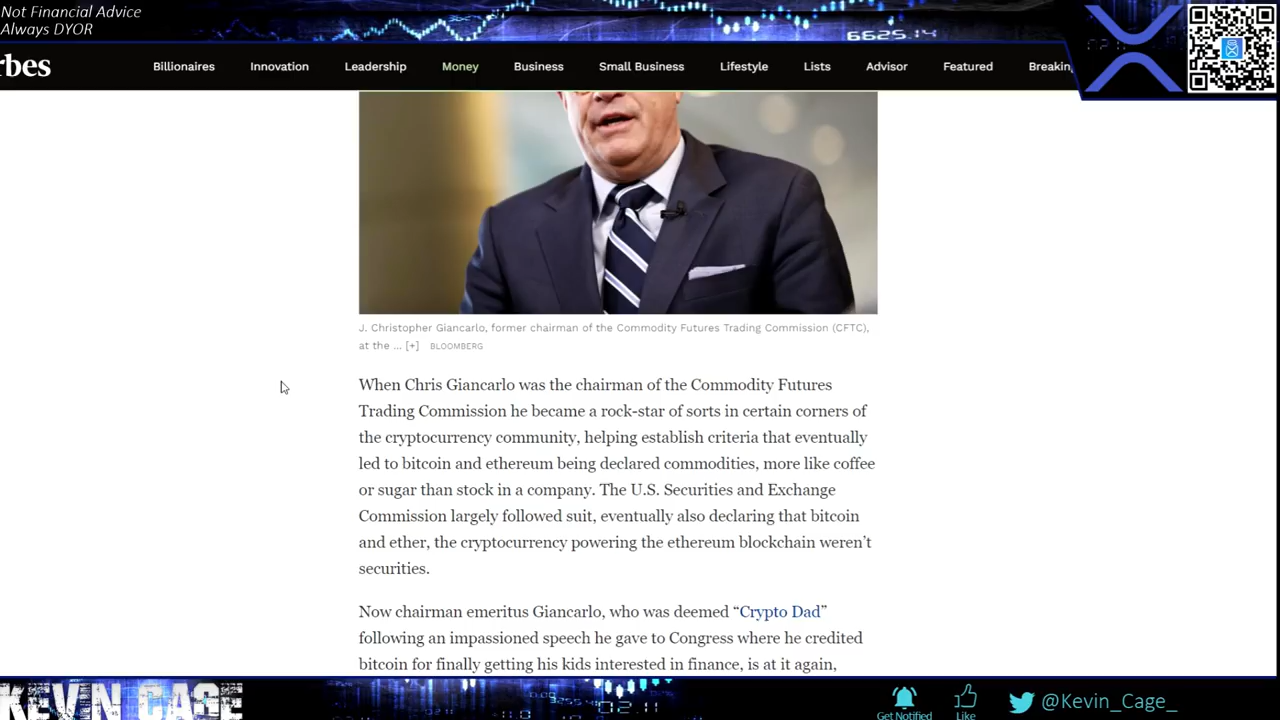 Not Financial Advice
Always DYOR
6625.14
rbes
Billionaires Innovation Leadership Money Business Small Business Lifestyle Lists Advisor Featured Breaking
J. Christopher Giancarlo, former chairman of the Commodity Futures Trading Commission (CFTC),
at the ... [+] BLOOMBERG
When Chris Giancarlo was the chairman of the Commodity Futures
Trading Commission he became a rock-star of sorts in certain corners of
the cryptocurrency community, helping establish criteria that eventually
led to bitcoin and ethereum being declared commodities, more like coffee
or sugar than stock in a company. The U.S. Securities and Exchange
Commission largely followed suit, eventually also declaring that bitcoin
and ether, the cryptocurrency powering the ethereum blockchain weren’t
securities.
Now chairman emeritus Giancarlo, who was deemed “Crypto Dad”
following an impassioned speech he gave to Congress where he credited
bitcoin for finally getting his kids interested in finance, is at it again,
KEVIN CAGE
Get Notified
Like
@Kevin_Cage_